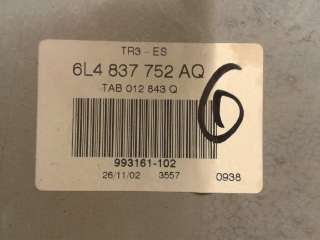 TR3 - ES
6L4 837 752 AQ
TAB 012 843 Q
6
993161-102
26/11/02 3557 0938